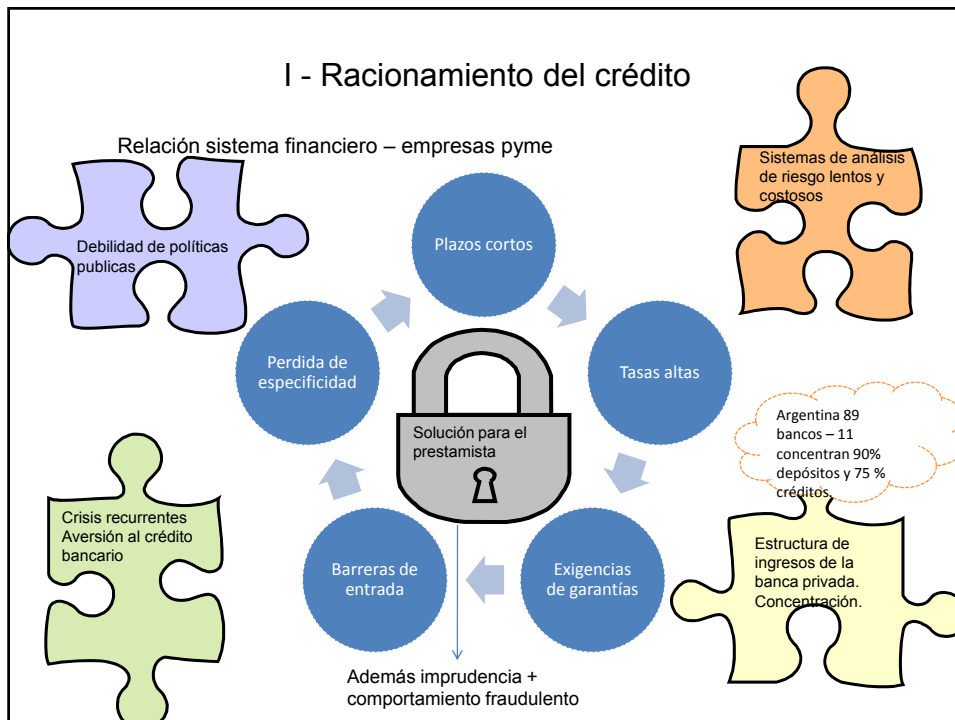 I - Racionamiento del crédito
Relación sistema financiero – empresas pyme
Debilidad de políticas
publicas
Sistemas de análisis
de riesgo lentos y
costosos
Plazos cortos
Perdida de
especificidad
Tasas altas
Solución para el
prestamista
Argentina 89
bancos – 11
concentran 90%
depósitos y 75 %
créditos.
Crisis recurrentes
Aversión al crédito
bancario
Barreras de
entrada
Exigencias
de garantías
Estructura de
ingresos de la
banca privada.
Concentración.
Además imprudencia +
comportamiento fraudulento